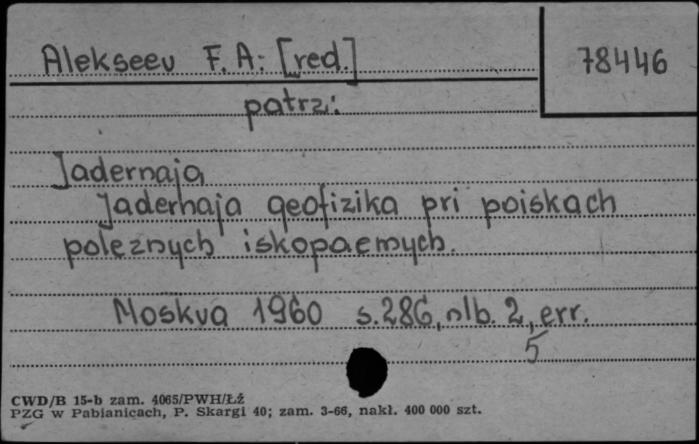 Alekseev F. A: [red.]
78446
patrz:
Jadernaja,
Jadernaja geofizika pri poiskach
poleznych iskopaemych.
Moskva 1960 s. 286, nlb. 2, err.
5
CWD/B 15-b zam. 4065/PWH/Łź
PZG w Pabianicach, P. Skargi 40; zam. 3-66, nakł. 400 000 szt.